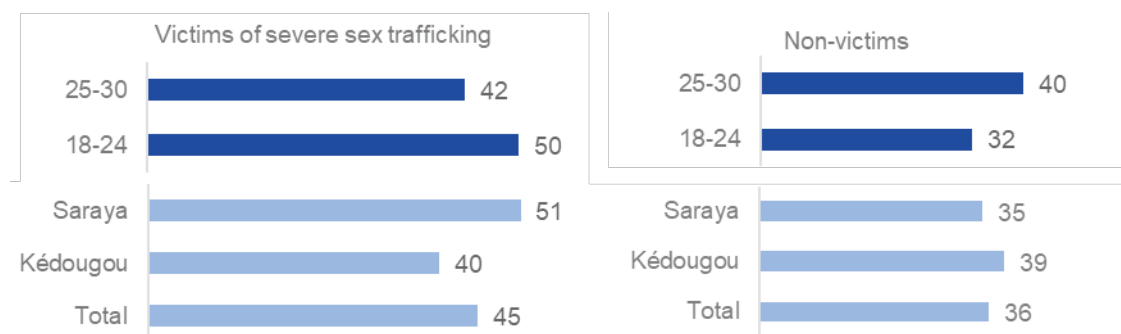 Victims of severe sex trafficking
25-30 42
18-24 50
Saraya 51
Kédougou 40
Total 45
Non-victims
25-30 40
18-24 32
Saraya 35
Kédougou 39
Total 36